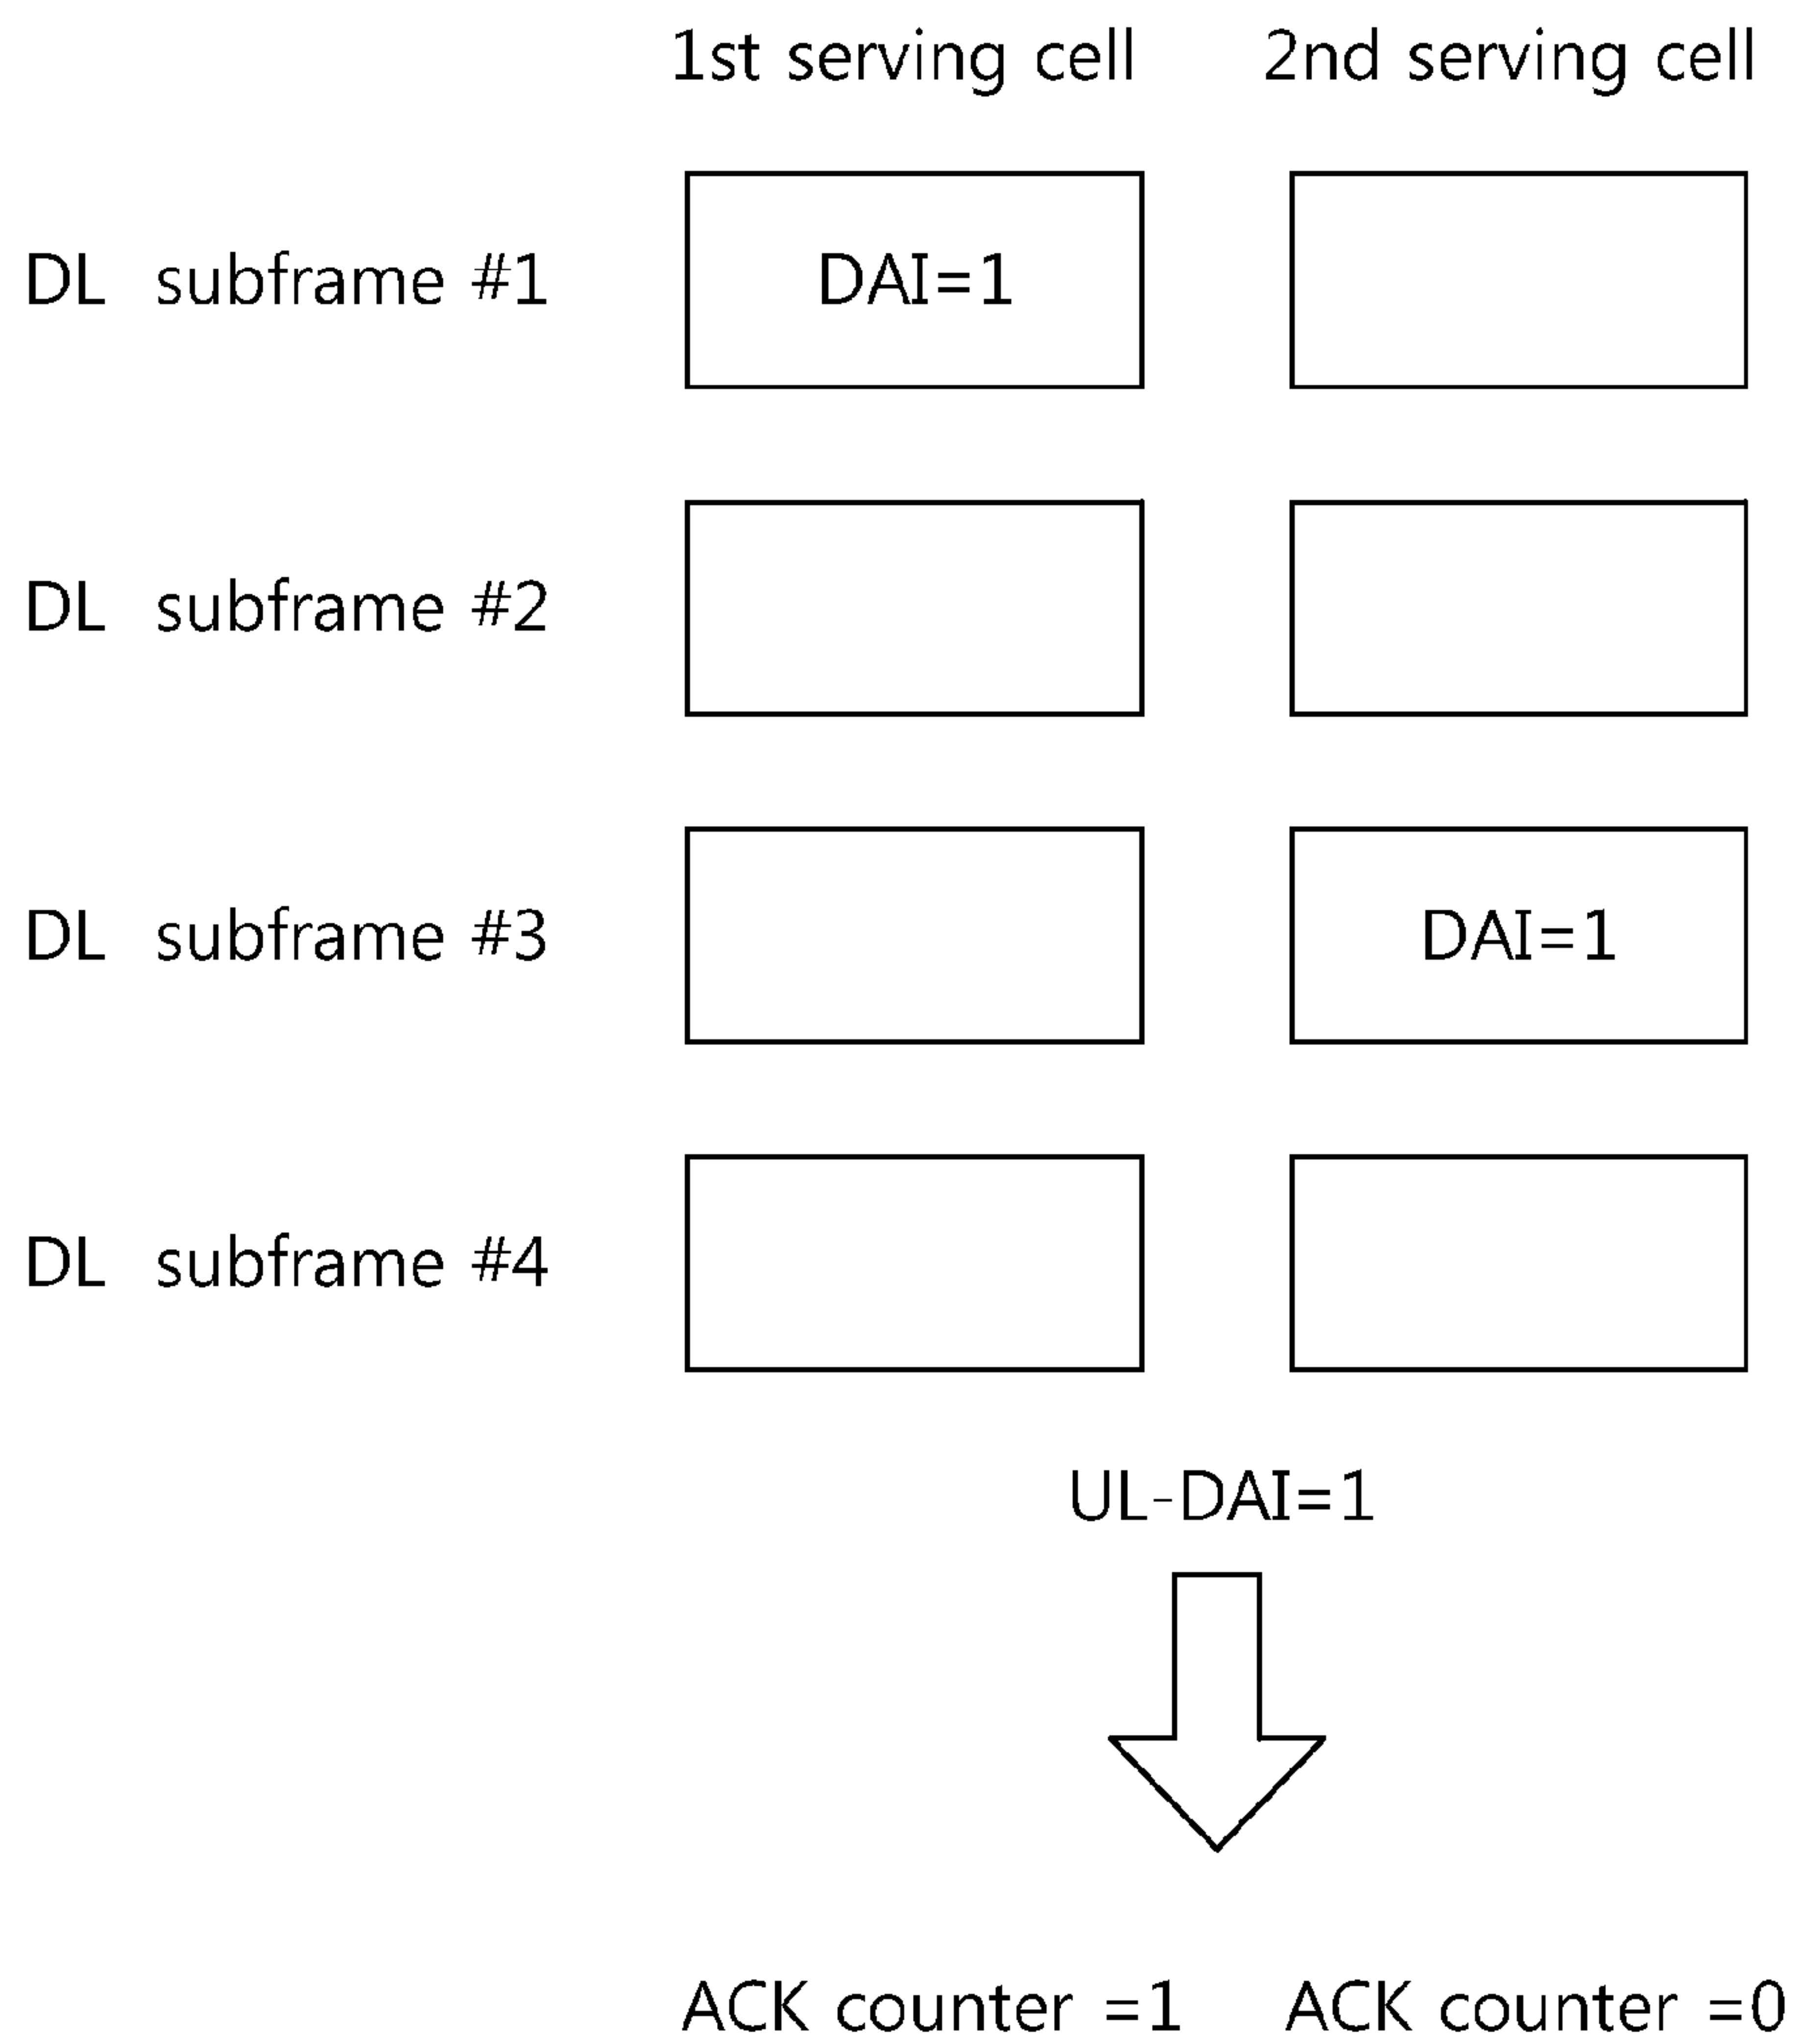 1st serving cell 2nd serving cell
DL subframe #1 DAI=1
DL subframe #2
DL subframe #3 DAI=1
DL subframe #4
UL-DAI=1
ACK counter =1 ACK counter =0